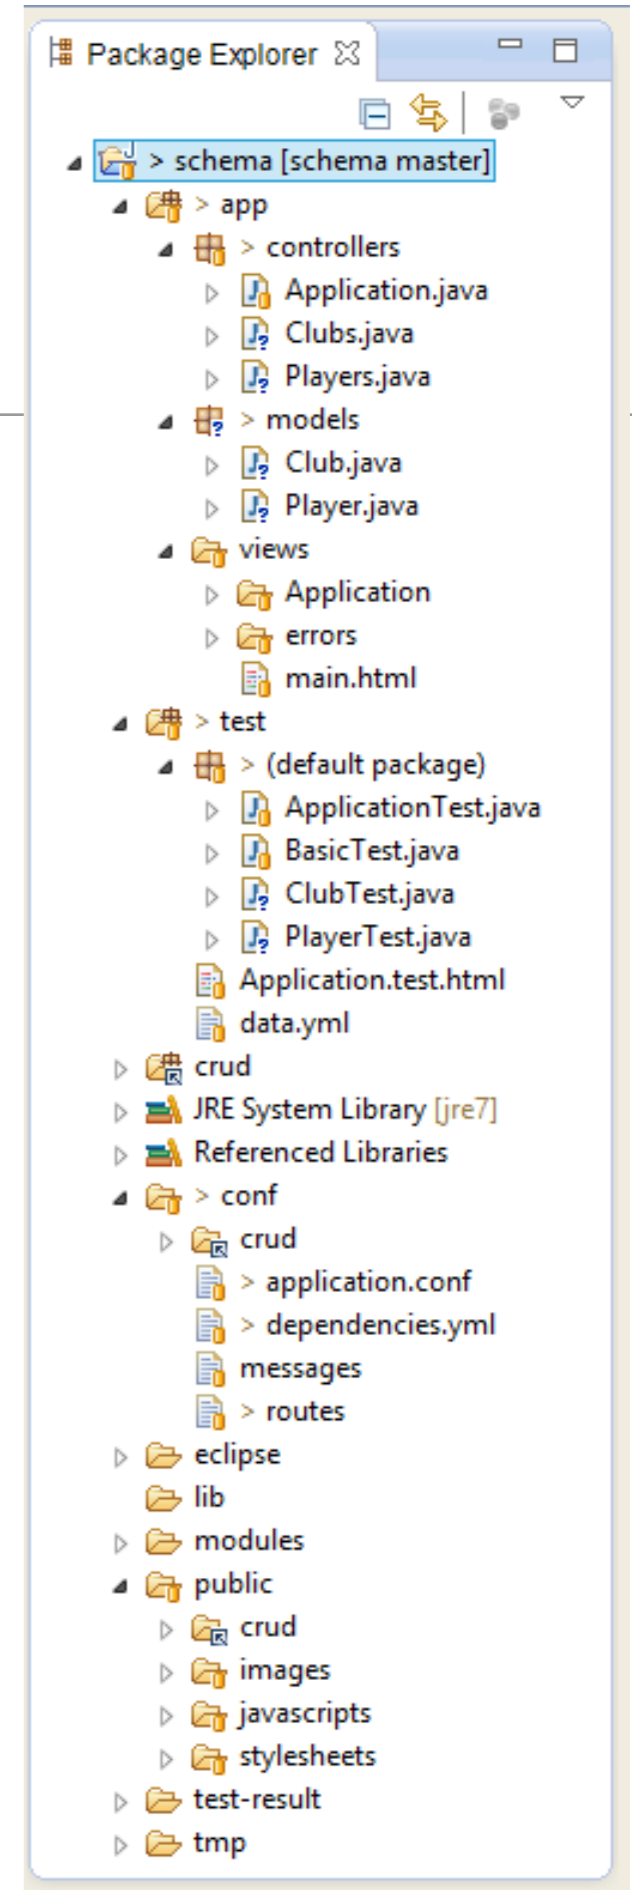 Package Explorer
> schema [schema master]
> app
> controllers
Application.java
Clubs.java
Players.java
> models
Club.java
Player.java
views
Application
errors
main.html
> test
> (default package)
ApplicationTest.java
BasicTest.java
ClubTest.java
PlayerTest.java
Application.test.html
data.yml
crud
JRE System Library [jre7]
Referenced Libraries
> conf
crud
> application.conf
> dependencies.yml
messages
> routes
eclipse
lib
modules
public
crud
images
javascripts
stylesheets
test-result
tmp